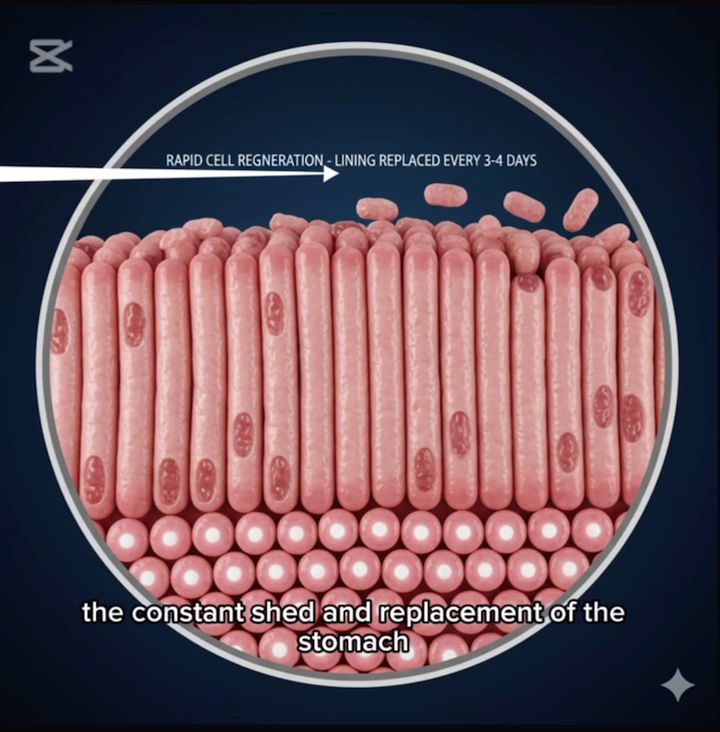 RAPID CELL REGNERATION - LINING REPLACED EVERY 3-4 DAYS
the constant shed and replacement of the
stomach